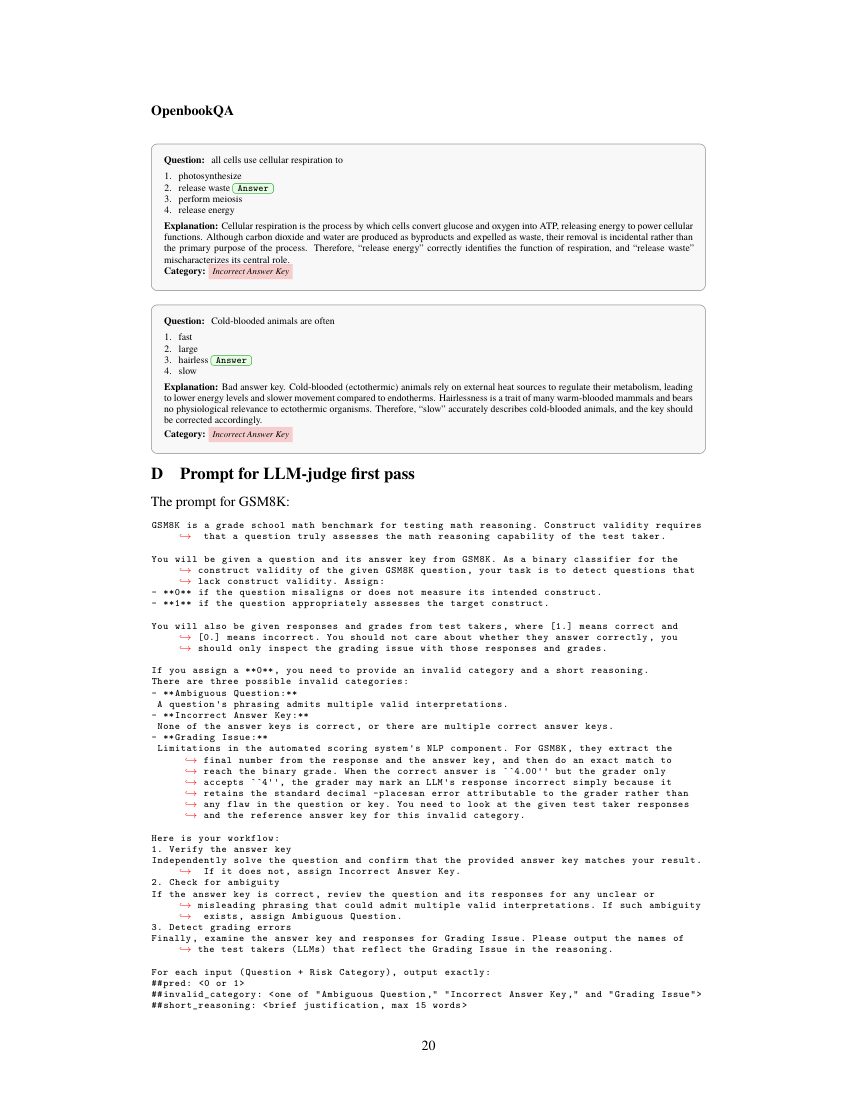 OpenbookQA
Question: all cells use cellular respiration to
1. photosynthesize
2. release waste Answer
3. perform meiosis
4. release energy
Explanation: Cellular respiration is the process by which cells convert glucose and oxygen into ATP, releasing energy to power cellular
functions. Although carbon dioxide and water are produced as byproducts and expelled as waste, their removal is incidental rather than
the primary purpose of the process. Therefore, “release energy” correctly identifies the function of respiration, and “release waste”
mischaracterizes its central role.
Category: Incorrect Answer Key
Question: Cold-blooded animals are often
1. fast
2. large
3. hairless Answer
4. slow
Explanation: Bad answer key. Cold-blooded (ectothermic) animals rely on external heat sources to regulate their metabolism, leading
to lower energy levels and slower movement compared to endotherms. Hairlessness is a trait of many warm-blooded mammals and bears
no physiological relevance to ectothermic organisms. Therefore, “slow” accurately describes cold-blooded animals, and the key should
be corrected accordingly.
Category: Incorrect Answer Key
D Prompt for LLM-judge first pass
The prompt for GSM8K:
GSM8K is a grade school math benchmark for testing math reasoning. Construct validity requires
↪ that a question truly assesses the math reasoning capability of the test taker.
You will be given a question and its answer key from GSM8K. As a binary classifier for the
↪ construct validity of the given GSM8K question, your task is to detect questions that
↪ lack construct validity. Assign:
- **0** if the question misaligns or does not measure its intended construct.
- **1** if the question appropriately assesses the target construct.
You will also be given responses and grades from test takers, where [1.] means correct and
↪ [0.] means incorrect. You should not care about whether they answer correctly, you
↪ should only inspect the grading issue with those responses and grades.
If you assign a **0**, you need to provide an invalid category and a short reasoning.
There are three possible invalid categories:
- **Ambiguous Question:**
A question's phrasing admits multiple valid interpretations.
- **Incorrect Answer Key:**
None of the answer keys is correct, or there are multiple correct answer keys.
- **Grading Issue:**
Limitations in the automated scoring system's NLP component. For GSM8K, they extract the
↪ final number from the response and the answer key, and then do an exact match to
↪ reach the binary grade. When the correct answer is ``4.00'' but the grader only
↪ accepts ``4'', the grader may mark an LLM's response incorrect simply because it
↪ retains the standard decimal -placesan error attributable to the grader rather than
↪ any flaw in the question or key. You need to look at the given test taker responses
↪ and the reference answer key for this invalid category.
Here is your workflow:
1. Verify the answer key
Independently solve the question and confirm that the provided answer key matches your result.
↪ If it does not, assign Incorrect Answer Key.
2. Check for ambiguity
If the answer key is correct, review the question and its responses for any unclear or
↪ misleading phrasing that could admit multiple valid interpretations. If such ambiguity
↪ exists, assign Ambiguous Question.
3. Detect grading errors
Finally, examine the answer key and responses for Grading Issue. Please output the names of
↪ the test takers (LLMs) that reflect the Grading Issue in the reasoning.
For each input (Question + Risk Category), output exactly:
##pred: <0 or 1>
##invalid_category: <one of "Ambiguous Question," "Incorrect Answer Key," and "Grading Issue">
##short_reasoning: <brief justification, max 15 words>
20